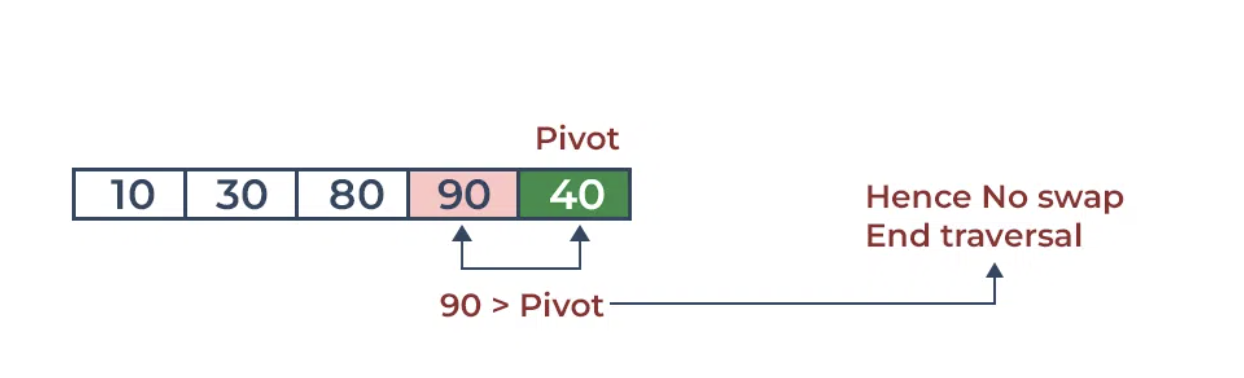 Pivot
10 30 80 90 40
Hence No swap
End traversal
90 > Pivot